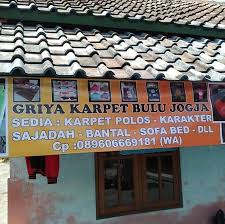 GRIYA KARPET BULU JOGJA
SEDIA : KARPET POLOS - KARAKTER
SAJADAH - BANTAL - SOFA BED - DLL
Cp :089606669181 (WA)